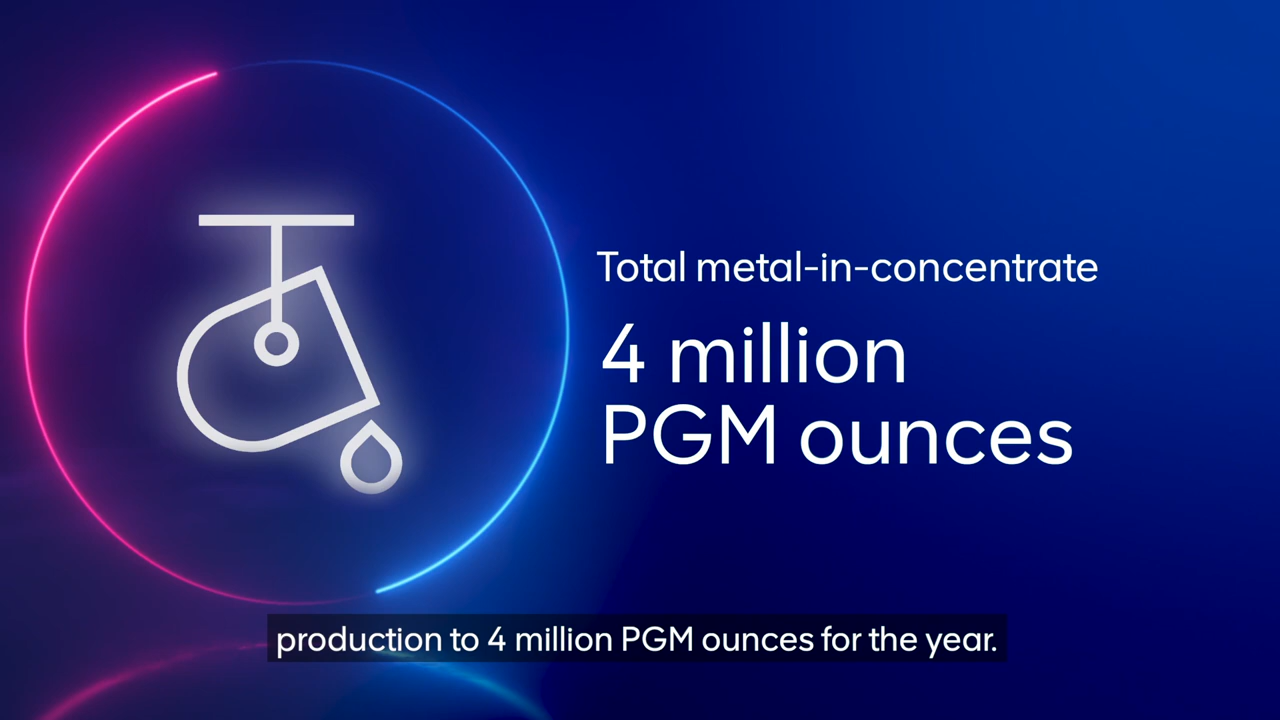 Total metal-in-concentrate
4 million
PGM ounces
production to 4 million PGM ounces for the year.